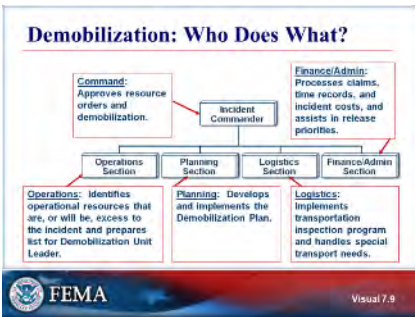 Demobilization: Who Does What?
Command:
Approves resource
orders and
demobilization.
Finance/Admin:
Processes claims,
time records, and
incident costs, and
assists in release
priorities.
Incident
Commander
Operations
Section
Planning
Section
Logistics
Section
Finance/Admin
Section
Operations: Identifies
operational resources that
are, or will be, excess to
the incident and prepares
list for Demobilization Unit
Leader.
Planning: Develops
and implements the
Demobilization Plan.
Logistics:
Implements
transportation
inspection program
and handles special
transport needs.
FEMA
Visual 7.9